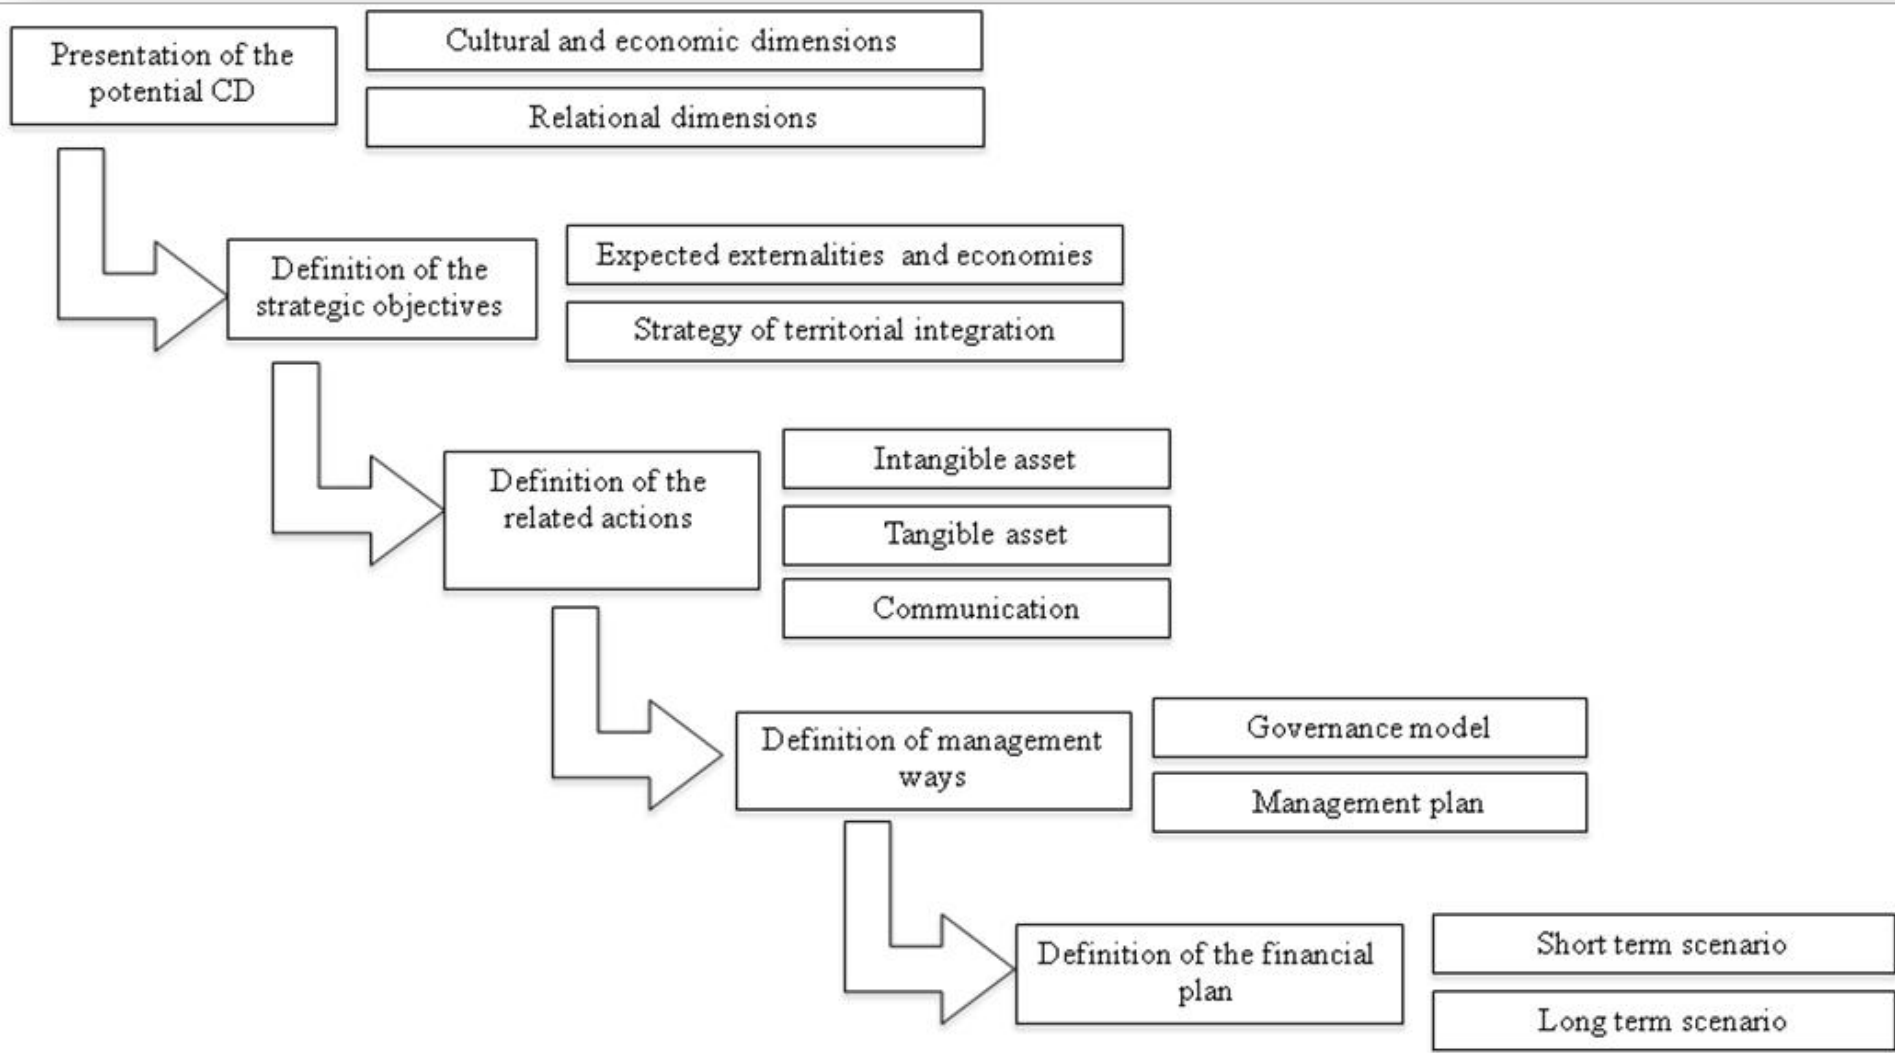 Presentation of the
potential CD
Cultural and economic dimensions
Relational dimensions
Definition of the
strategic objectives
Expected externalities and economies
Strategy of territorial integration
Definition of the
related actions
Intangible asset
Tangible asset
Communication
Definition of management
ways
Governance model
Management plan
Definition of the financial
plan
Short term scenario
Long term scenario